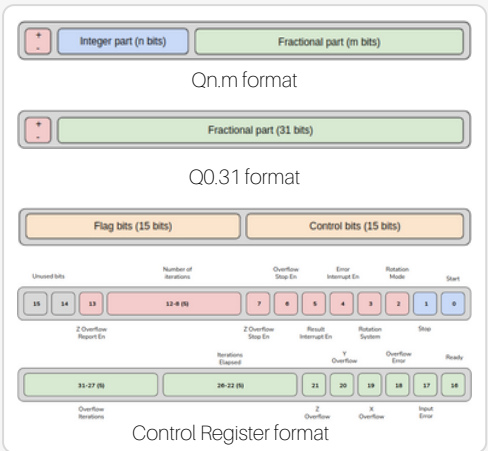 +
-
Integer part (n bits)
Fractional part (m bits)
Qn.m format
+
-
Fractional part (31 bits)
Q0.31 format
Flag bits (15 bits)
Control bits (15 bits)
Unused bits
Number of
iterations
Overflow
Stop En
Error
Interrupt En
Rotation
Mode
Start
15
14
13
12-8 (5)
7
6
5
4
3
2
1
0
Z Overflow
Report En
Z Overflow
Stop En
Result
Interrupt En
Rotation
System
Stop
Iterations
Elapsed
Y
Overflow
Overflow
Error
Ready
31-27 (5)
26-22 (5)
21
20
19
18
17
16
Overflow
Iterations
Z
Overflow
X
Overflow
Input
Error
Control Register format